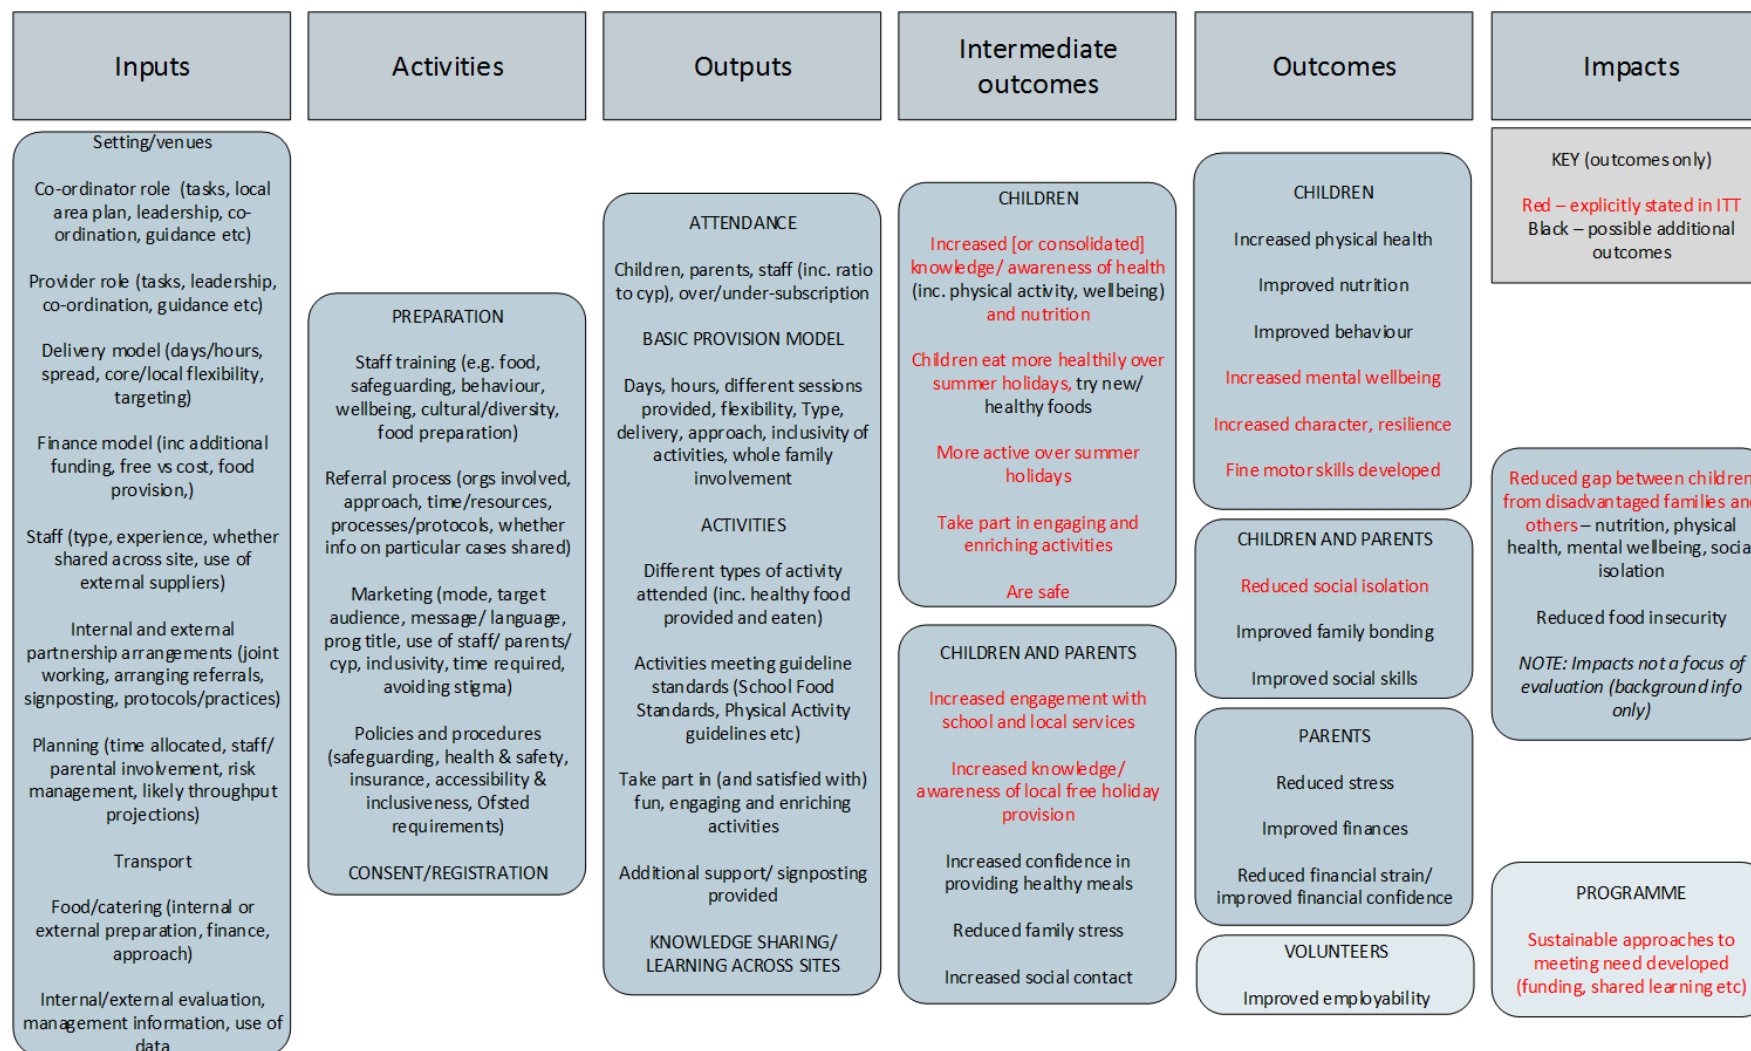 Inputs
Activities
Outputs
Intermediate
outcomes
Outcomes
Impacts
Setting/venues
Co-ordinator role (tasks, local
area plan, leadership, co-
ordination, guidance etc)
Provider role (tasks, leadership,
co-ordination, guidance etc)
Delivery model (days/hours,
spread, core/local flexibility,
targeting)
Finance model (inc additional
funding, free vs cost, food
provision,)
Staff (type, experience, whether
shared across site, use of
external suppliers)
Internal and external
partnership arrangements (joint
working, arranging referrals,
signposting, protocols/practices)
Planning (time allocated, staff/
parental involvement, risk
management, likely throughput
projections)
Transport
Food/catering (internal or
external preparation, finance,
approach)
Internal/external evaluation,
management information, use of
data
PREPARATION
Staff training (e.g. food,
safeguarding, behaviour,
wellbeing, cultural/diversity,
food preparation)
Referral process (orgs involved,
approach, time/resources,
processes/protocols, whether
info on particular cases shared)
Marketing (mode, target
audience, message/ language,
prog title, use of staff/ parents/
cyp, inclusivity, time required,
avoiding stigma)
Policies and procedures
(safeguarding, health & safety,
insurance, accessibility &
inclusiveness, Ofsted
requirements)
CONSENT/REGISTRATION
ATTENDANCE
Children, parents, staff (inc. ratio
to cyp), over/under-subscription
BASIC PROVISION MODEL
Days, hours, different sessions
provided, flexibility, Type,
delivery, approach, inclusivity of
activities, whole family
involvement
ACTIVITIES
Different types of activity
attended (inc. healthy food
provided and eaten)
Activities meeting guideline
standards (School Food
Standards, Physical Activity
guidelines etc)
Take part in (and satisfied with)
fun, engaging and enriching
activities
Additional support/ signposting
provided
KNOWLEDGE SHARING/
LEARNING ACROSS SITES
CHILDREN
Increased [or consolidated]
knowledge/ awareness of health
(inc. physical activity, wellbeing)
and nutrition
Children eat more healthily over
summer holidays, try new/
healthy foods
More active over summer
holidays
Take part in engaging and
enriching activities
Are safe
CHILDREN AND PARENTS
Increased engagement with
school and local services
Increased knowledge/
awareness of local free holiday
provision
Increased confidence in
providing healthy meals
Reduced family stress
Increased social contact
CHILDREN
Increased physical health
Improved nutrition
Improved behaviour
Increased mental wellbeing
Increased character, resilience
Fine motor skills developed
CHILDREN AND PARENTS
Reduced social isolation
Improved family bonding
Improved social skills
PARENTS
Reduced stress
Improved finances
Reduced financial strain/
improved financial confidence
VOLUNTEERS
Improved employability
KEY (outcomes only)
Red – explicitly stated in ITT
Black – possible additional
outcomes
Reduced gap between children
from disadvantaged families and
others – nutrition, physical
health, mental wellbeing, social
isolation
Reduced food insecurity
NOTE: Impacts not a focus of
evaluation (background info
only)
PROGRAMME
Sustainable approaches to
meeting need developed
(funding, shared learning etc)